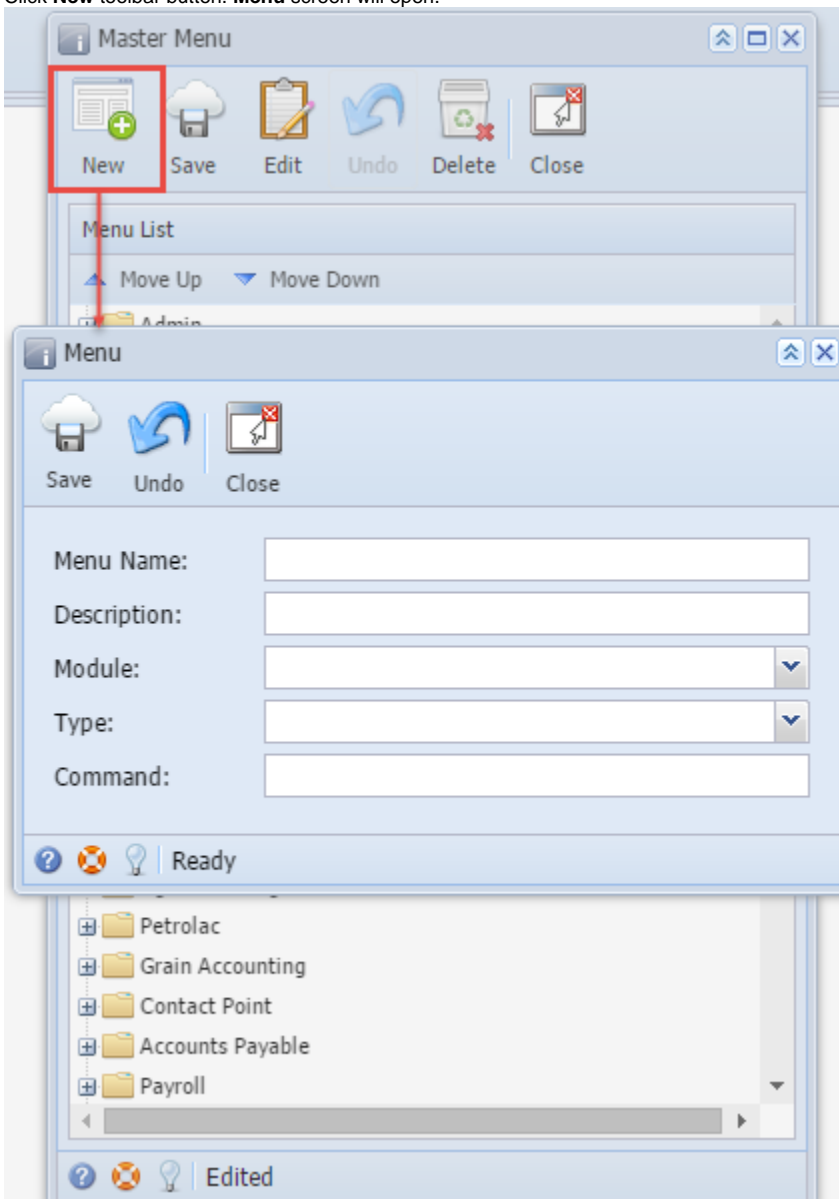 Click New toolbar button. Menu screen will open.
Master Menu
New Save Edit Undo Delete Close
Menu List
Move Up Move Down
Admin
Menu
Save Undo Close
Menu Name:
Description:
Module:
Type:
Command:
Ready
Petrolac
Grain Accounting
Contact Point
Accounts Payable
Payroll
Edited